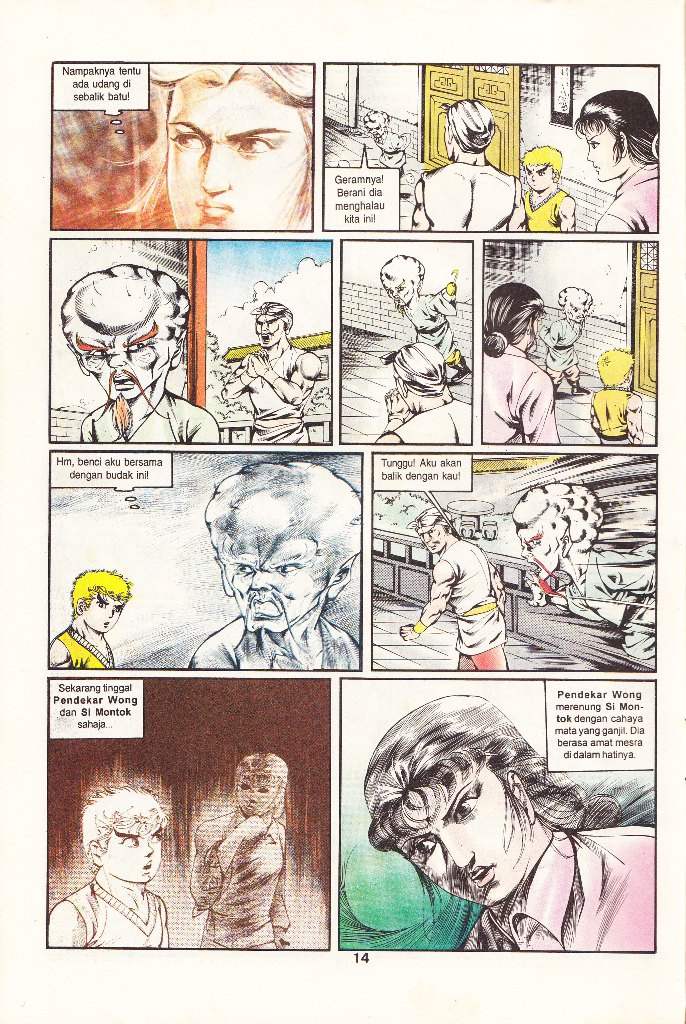 Nampaknya tentu
ada udang di
sebalik batu!
Geramnya!
Berani dia
menghalau
kita ini!
Hm, benci aku bersama
dengan budak ini!
Tunggu! Aku akan
balik dengan kau!
Sekarang tinggal
Pendekar Wong
dan Si Montok
sahaja...
Pendekar Wong
merenung Si Mon-
tok dengan cahaya
mata yang ganjil. Dia
berasa amat mesra
di dalam hatinya.
14